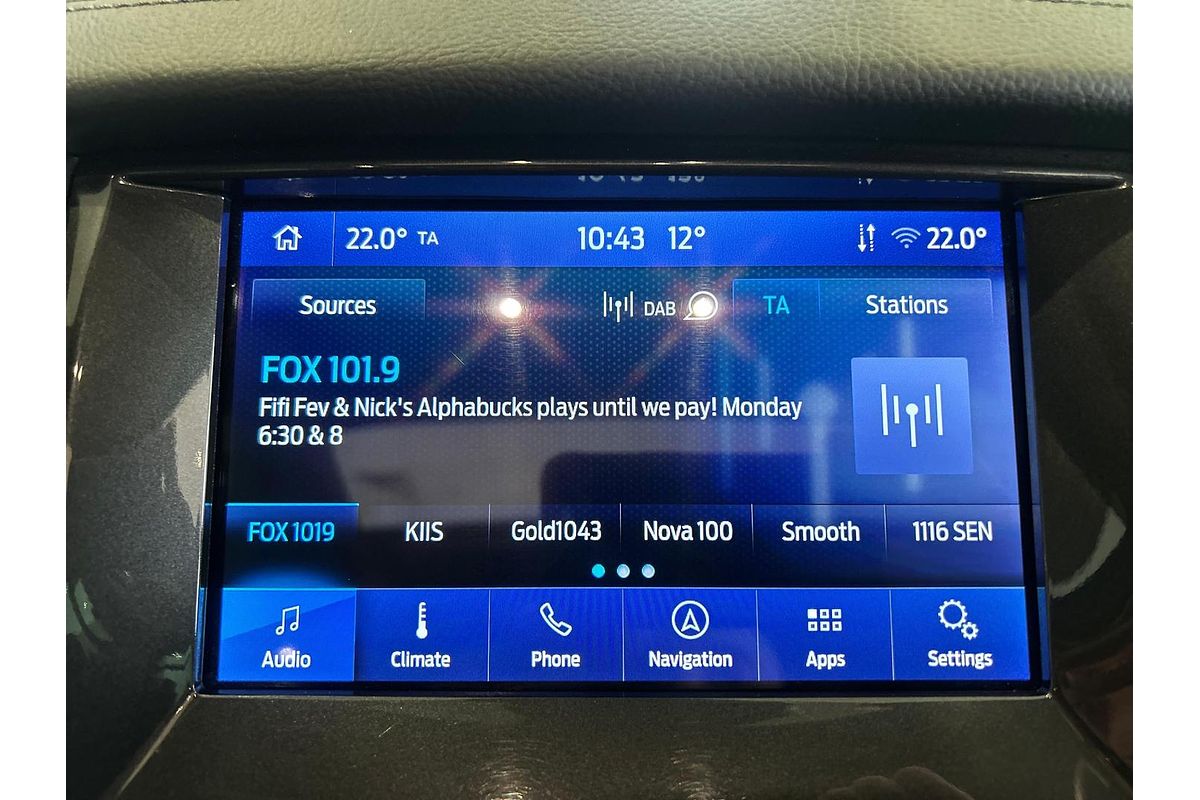 22.0° TA 10:43 12° 22.0°
Sources DAB TA Stations
FOX 101.9
Fifi Fev & Nick's Alphabucks plays until we pay! Monday
6:30 & 8
FOX 1019 KIIS Gold1043 Nova 100 Smooth 1116 SEN
Audio Climate Phone Navigation Apps Settings